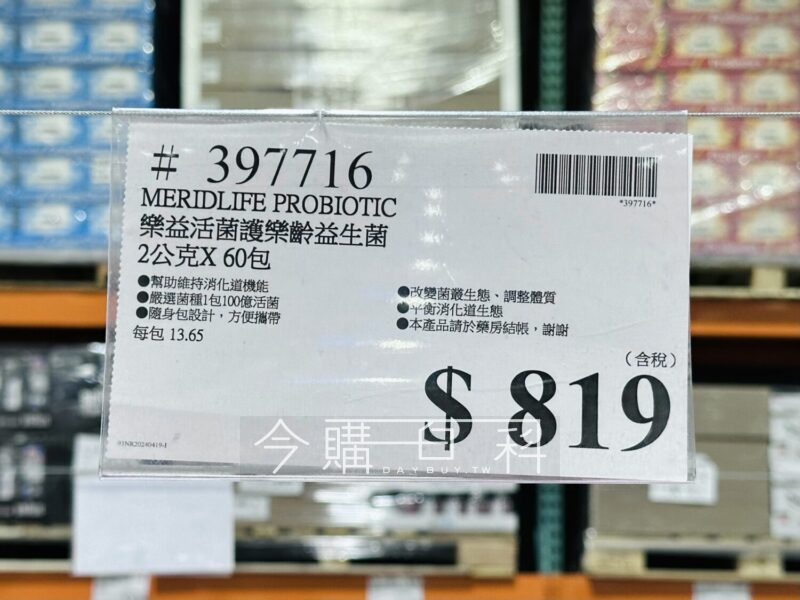 # 397716
*397716*
MERIDLIFE PROBIOTIC
樂益活菌護樂齡益生菌
2公克X 60包
●幫助維持消化道機能
●嚴選菌種1包100億活菌
●隨身包設計，方便攜帶
每包 13.65
●改變菌叢生態、調整體質
●平衡消化道生態
●本產品請於藥房結帳，謝謝
（含稅）
$ 819
93NR20240419-I
今購百科
DAYBUY.TW